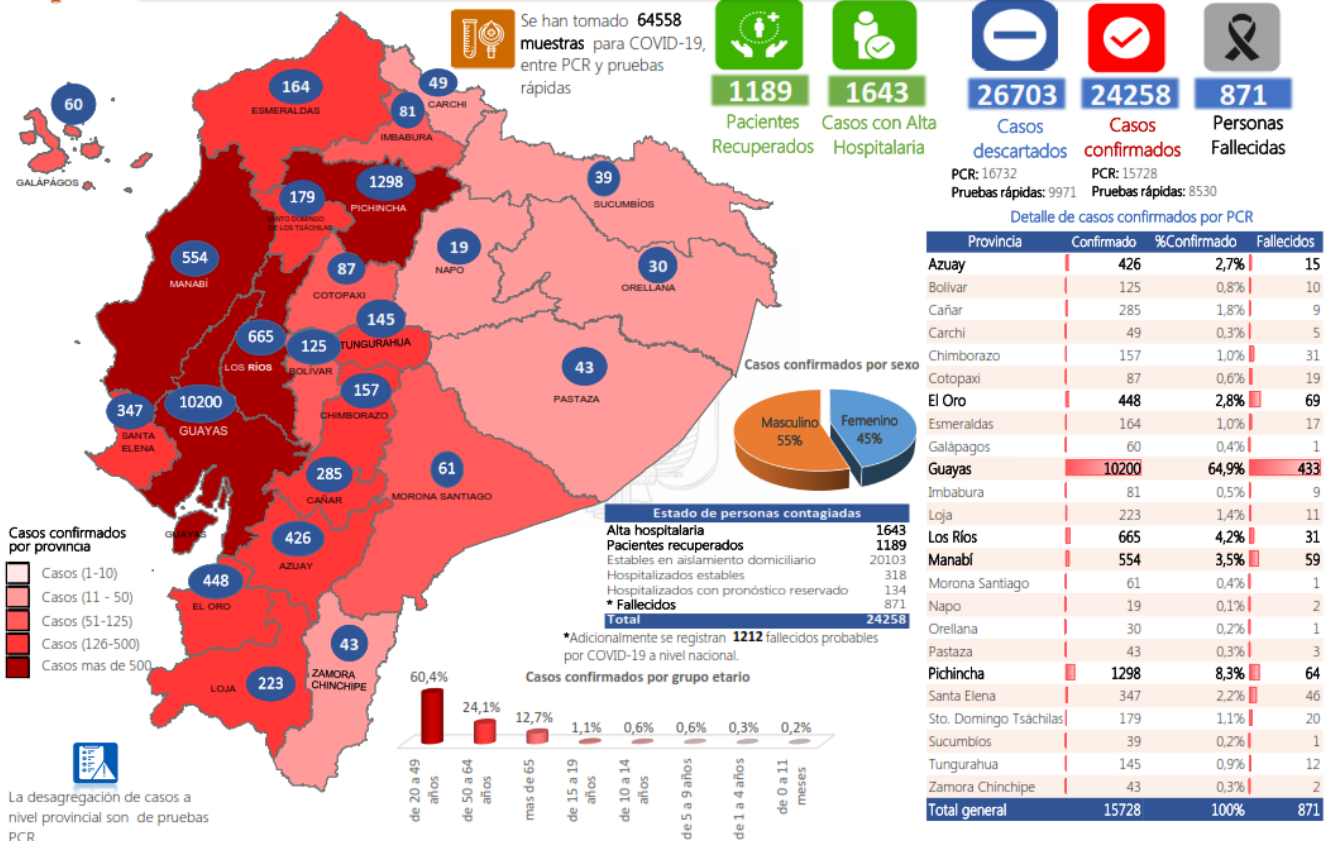 Se han tomado 64558
muestras para COVID-19,
entre PCR y pruebas
rápidas
1189
Pacientes
Recuperados
1643
Casos con Alta
Hospitalaria
26703
Casos
descartados
PCR: 16732
Pruebas rápidas: 9971
24258
Casos
confirmados
PCR: 15728
Pruebas rápidas: 8530
871
Personas
Fallecidas
60
GALÁPAGOS
164
ESMERALDAS
49
CARCHI
81
IMBABURA
1298
PICHINCHA
179
SANTO DOMINGO
DE LOS TSÁCHILAS
39
SUCUMBÍOS
19
NAPO
30
ORELLANA
554
MANABÍ
87
COTOPAXI
145
TUNGURAHUA
665
LOS RÍOS
125
BOLÍVAR
157
CHIMBORAZO
43
PASTAZA
347
SANTA
ELENA
10200
GUAYAS
285
CAÑAR
61
MORONA SANTIAGO
GUAYAS
426
AZUAY
448
EL ORO
43
ZAMORA
CHINCHIPE
LOJA
223
Casos confirmados
por provincia
Casos (1-10)
Casos (11 - 50)
Casos (51-125)
Casos (126-500)
Casos mas de 500
La desagregación de casos a
nivel provincial son de pruebas
PCR
Casos confirmados por sexo
Masculino
55%
Femenino
45%
Estado de personas contagiadas
Alta hospitalaria 1643
Pacientes recuperados 1189
Estables en aislamiento domiciliario 20103
Hospitalizados estables 318
Hospitalizados con pronóstico reservado 134
* Fallecidos 871
Total 24258
*Adicionalmente se registran 1212 fallecidos probables
por COVID-19 a nivel nacional.
Casos confirmados por grupo etario
60,4%
24,1%
12,7%
1,1%
0,6%
0,6%
0,3%
0,2%
de 20 a 49
años
de 50 a 64
años
mas de 65
de 15 a 19
años
de 10 a 14
años
de 5 a 9 años
de 1 a 4 años
de 0 a 11
meses
Detalle de casos confirmados por PCR
Provincia Confirmado %Confirmado Fallecidos
Azuay 426 2,7% 15
Bolívar 125 0,8% 10
Cañar 285 1,8% 9
Carchi 49 0,3% 5
Chimborazo 157 1,0% 31
Cotopaxi 87 0,6% 19
El Oro 448 2,8% 69
Esmeraldas 164 1,0% 17
Galápagos 60 0,4% 1
Guayas 10200 64,9% 433
Imbabura 81 0,5% 9
Loja 223 1,4% 11
Los Ríos 665 4,2% 31
Manabí 554 3,5% 59
Morona Santiago 61 0,4% 1
Napo 19 0,1% 2
Orellana 30 0,2% 1
Pastaza 43 0,3% 3
Pichincha 1298 8,3% 64
Santa Elena 347 2,2% 46
Sto. Domingo Tsáchilas 179 1,1% 20
Sucumbíos 39 0,2% 1
Tungurahua 145 0,9% 12
Zamora Chinchipe 43 0,3% 2
Total general 15728 100% 871